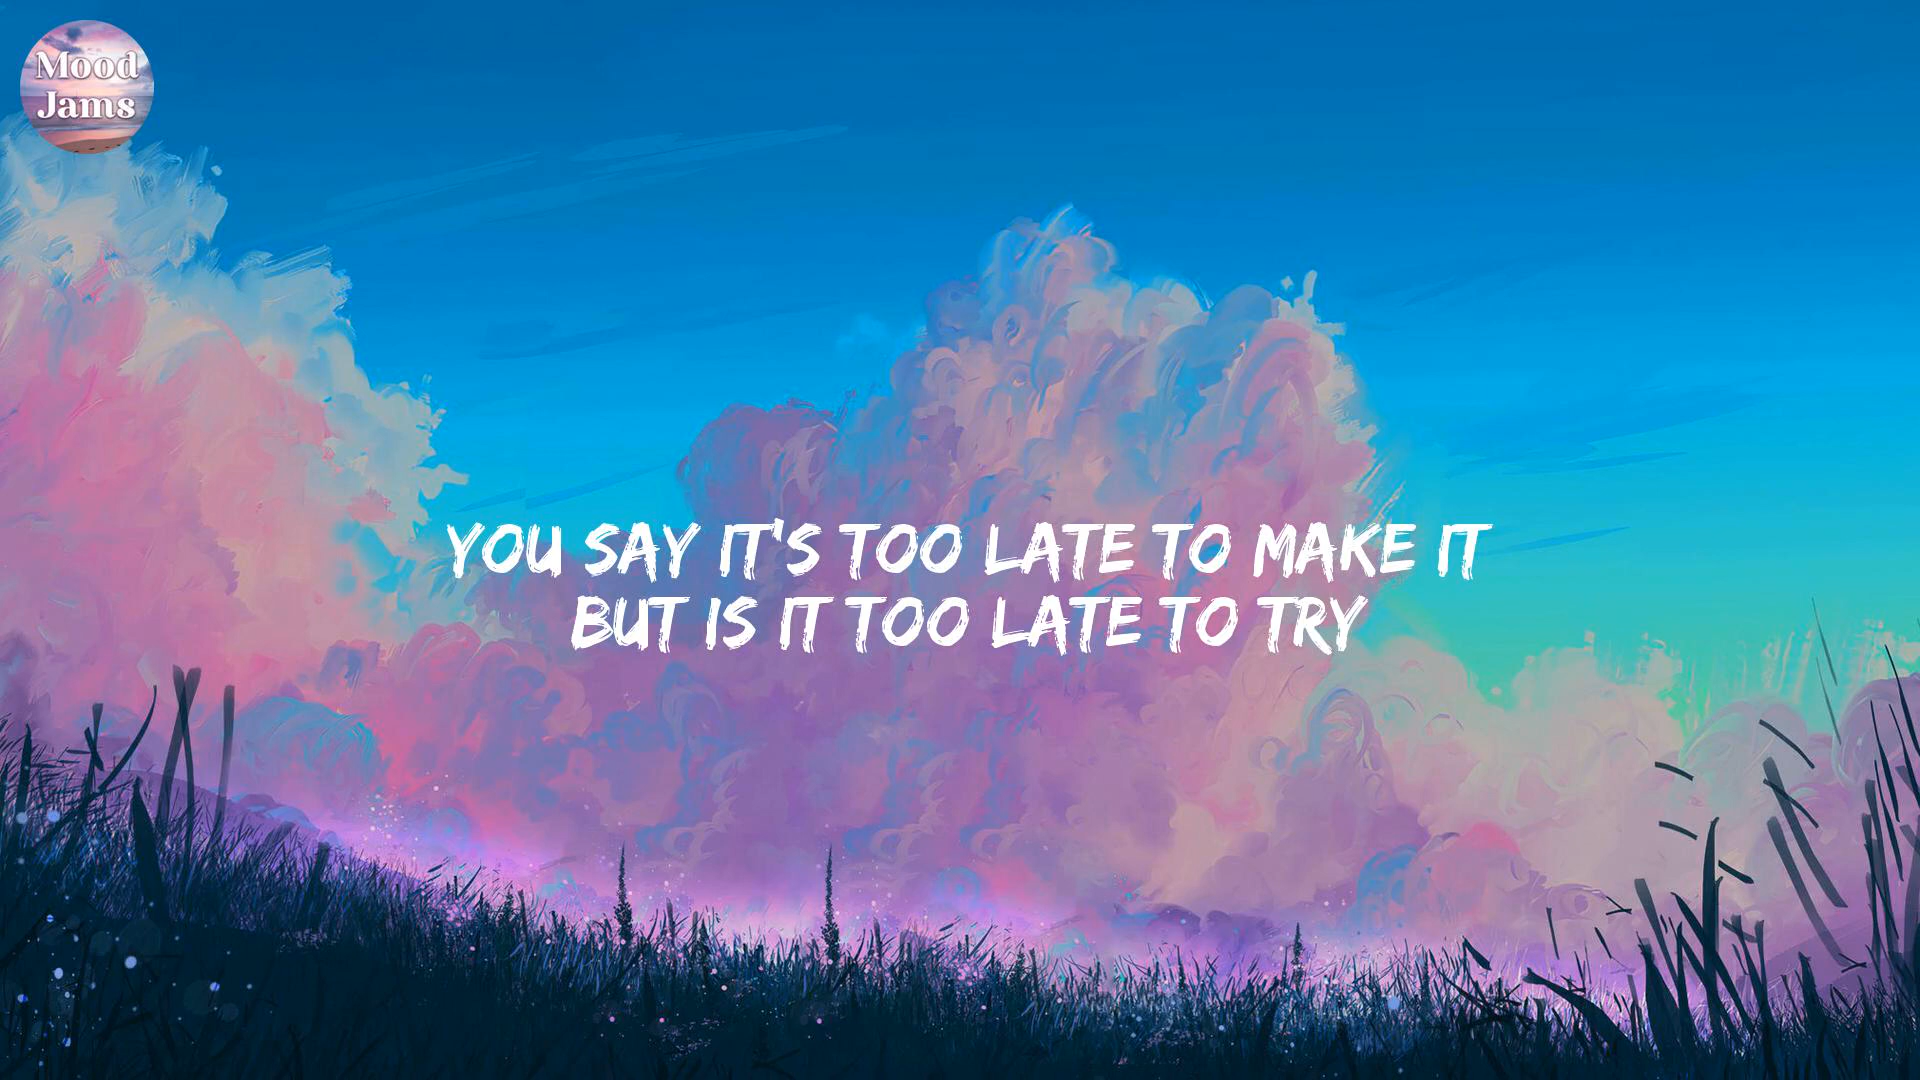 Mood
Jams
YOU SAY IT'S TOO LATE TO MAKE IT
BUT IS IT TOO LATE TO TRY